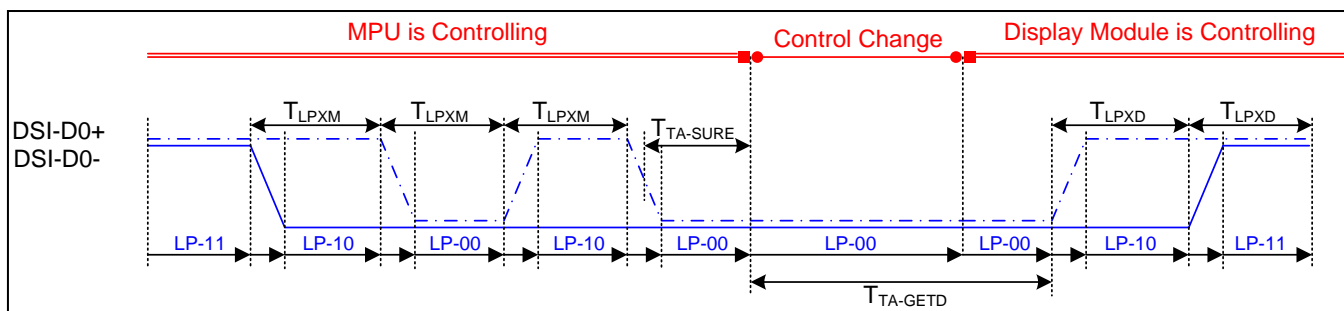 MPU is Controlling
Control Change
Display Module is Controlling
TLPXM
TLPXM
TLPXM
TTA-SURE
TLPXD
TLPXD
DSI-D0+
DSI-D0-
LP-11
LP-10
LP-00
LP-10
LP-00
LP-00
LP-00
LP-10
LP-11
TTA-GETD